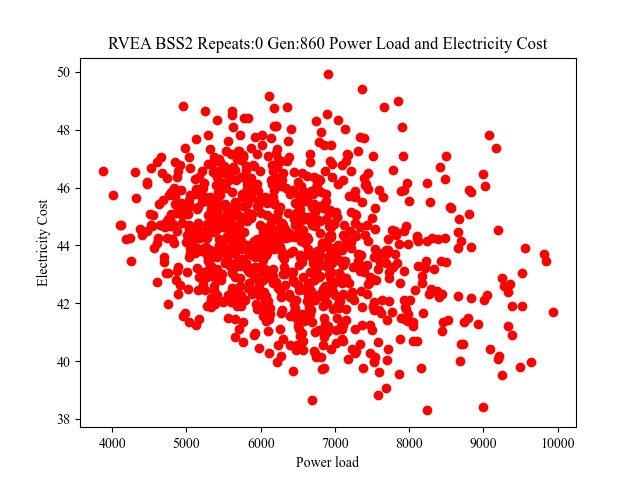 RVEA BSS2 Repeats:0 Gen:860 Power Load and Electricity Cost
50
48
46
44
42
40
38
Electricity Cost
4000 5000 6000 7000 8000 9000 10000
Power load